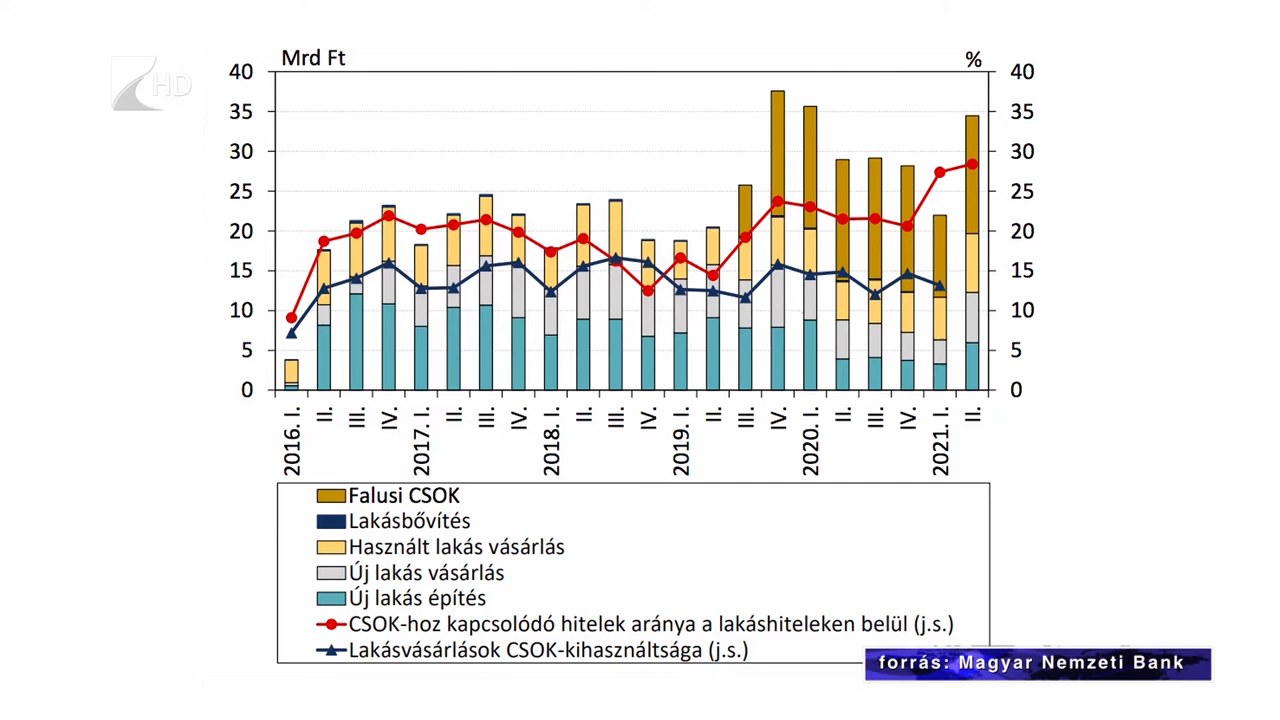 HD
Mrd Ft %
40 40
35 35
30 30
25 25
20 20
15 15
10 10
5 5
0 0
2016. I. II. III. IV. 2017. I. II. III. IV. 2018. I. II. III. IV. 2019. I. II. III. IV. 2020. I. II. III. IV. 2021. I. II.
Falusi CSOK
Lakásbővítés
Használt lakás vásárlás
Új lakás vásárlás
Új lakás építés
CSOK-hoz kapcsolódó hitelek aránya a lakáshiteleken belül (j.s.)
Lakásvásárlások CSOK-kihasználtsága (j.s.)
forrás: Magyar Nemzeti Bank